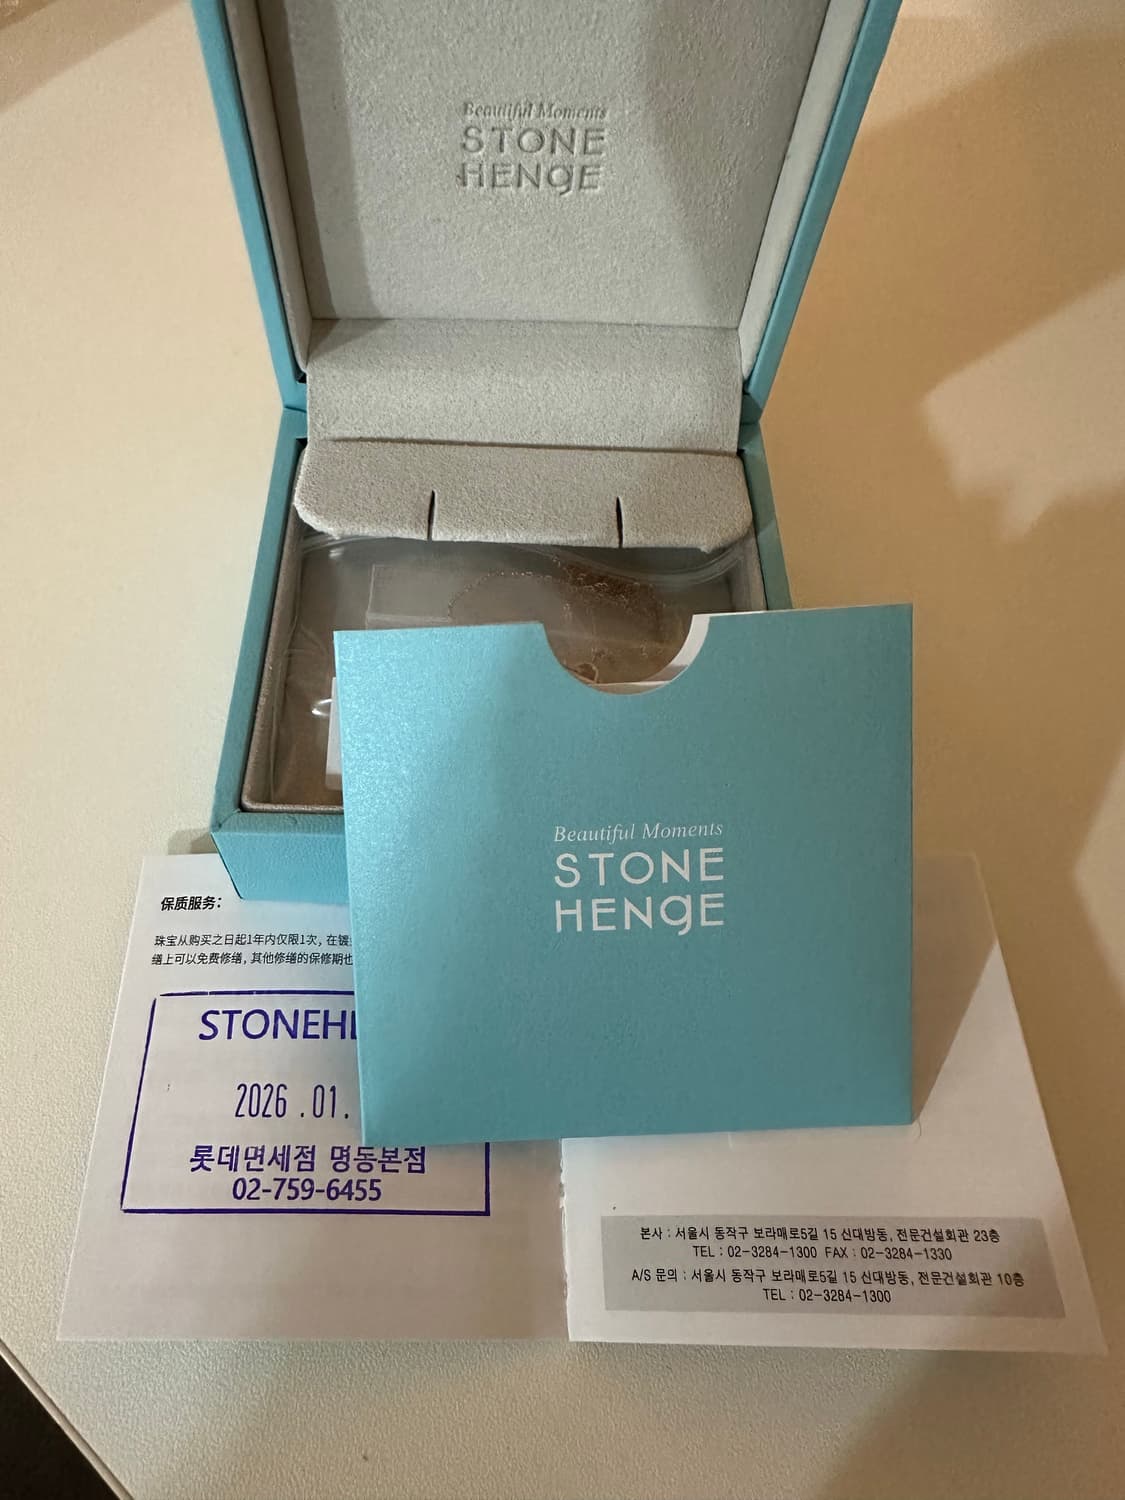 Beautiful Moments
STONE
HENGE
Beautiful Moments
STONE
HENGE
保质服务：
珠宝从购买之日起1年内仅限1次，在镀
缮上可以免费修缮，其他修缮的保修期也
STONEH
2026 .01.
롯데면세점 명동본점
02-759-6455
본사 : 서울시 동작구 보라매로5길 15 신대방동, 전문건설회관 23층
TEL : 02-3284-1300 FAX : 02-3284-1330
A/S 문의 : 서울시 동작구 보라매로5길 15 신대방동, 전문건설회관 10층
TEL : 02-3284-1300